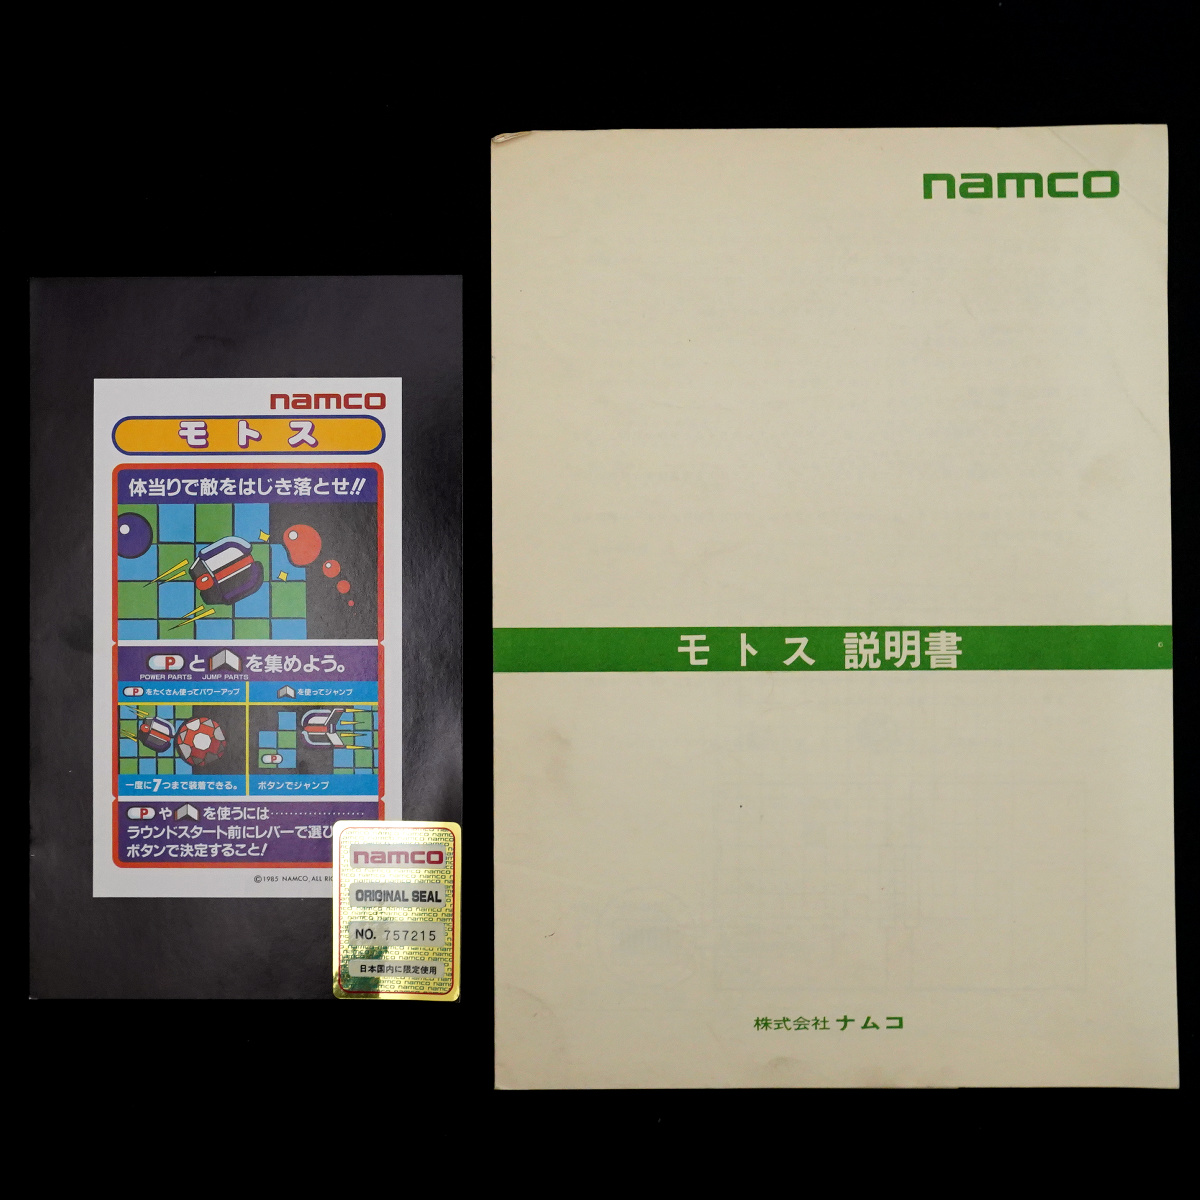 namco
モトス
体当りで敵をはじき落とせ!!
Pとを集めよう。
POWER PARTS JUMP PARTS
Pをたくさん使ってパワーアップ
を使ってジャンプ
P
一度に7つまで装着できる。
ボタンでジャンプ
Pやを使うには…………………
ラウンドスタート前にレバーで選び
ボタンで決定すること!
©1985 NAMCO, ALL RI
namco
ORIGINAL SEAL
NO. 757215
日本国内に限定使用
namco
モトス 説明書
株式会社ナムコ